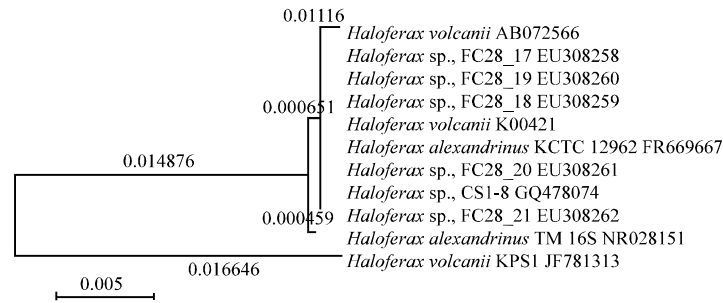 0.01116
Haloferax volcanii AB072566
Haloferax sp., FC28_17 EU308258
Haloferax sp., FC28_19 EU308260
Haloferax sp., FC28_18 EU308259
0.000651
Haloferax volcanii K00421
Haloferax alexandrinus KCTC 12962 FR669667
0.014876
Haloferax sp., FC28_20 EU308261
Haloferax sp., CS1-8 GQ478074
Haloferax sp., FC28_21 EU308262
0.000459
Haloferax alexandrinus TM 16S NR028151
Haloferax volcanii KPS1 JF781313
0.016646
0.005